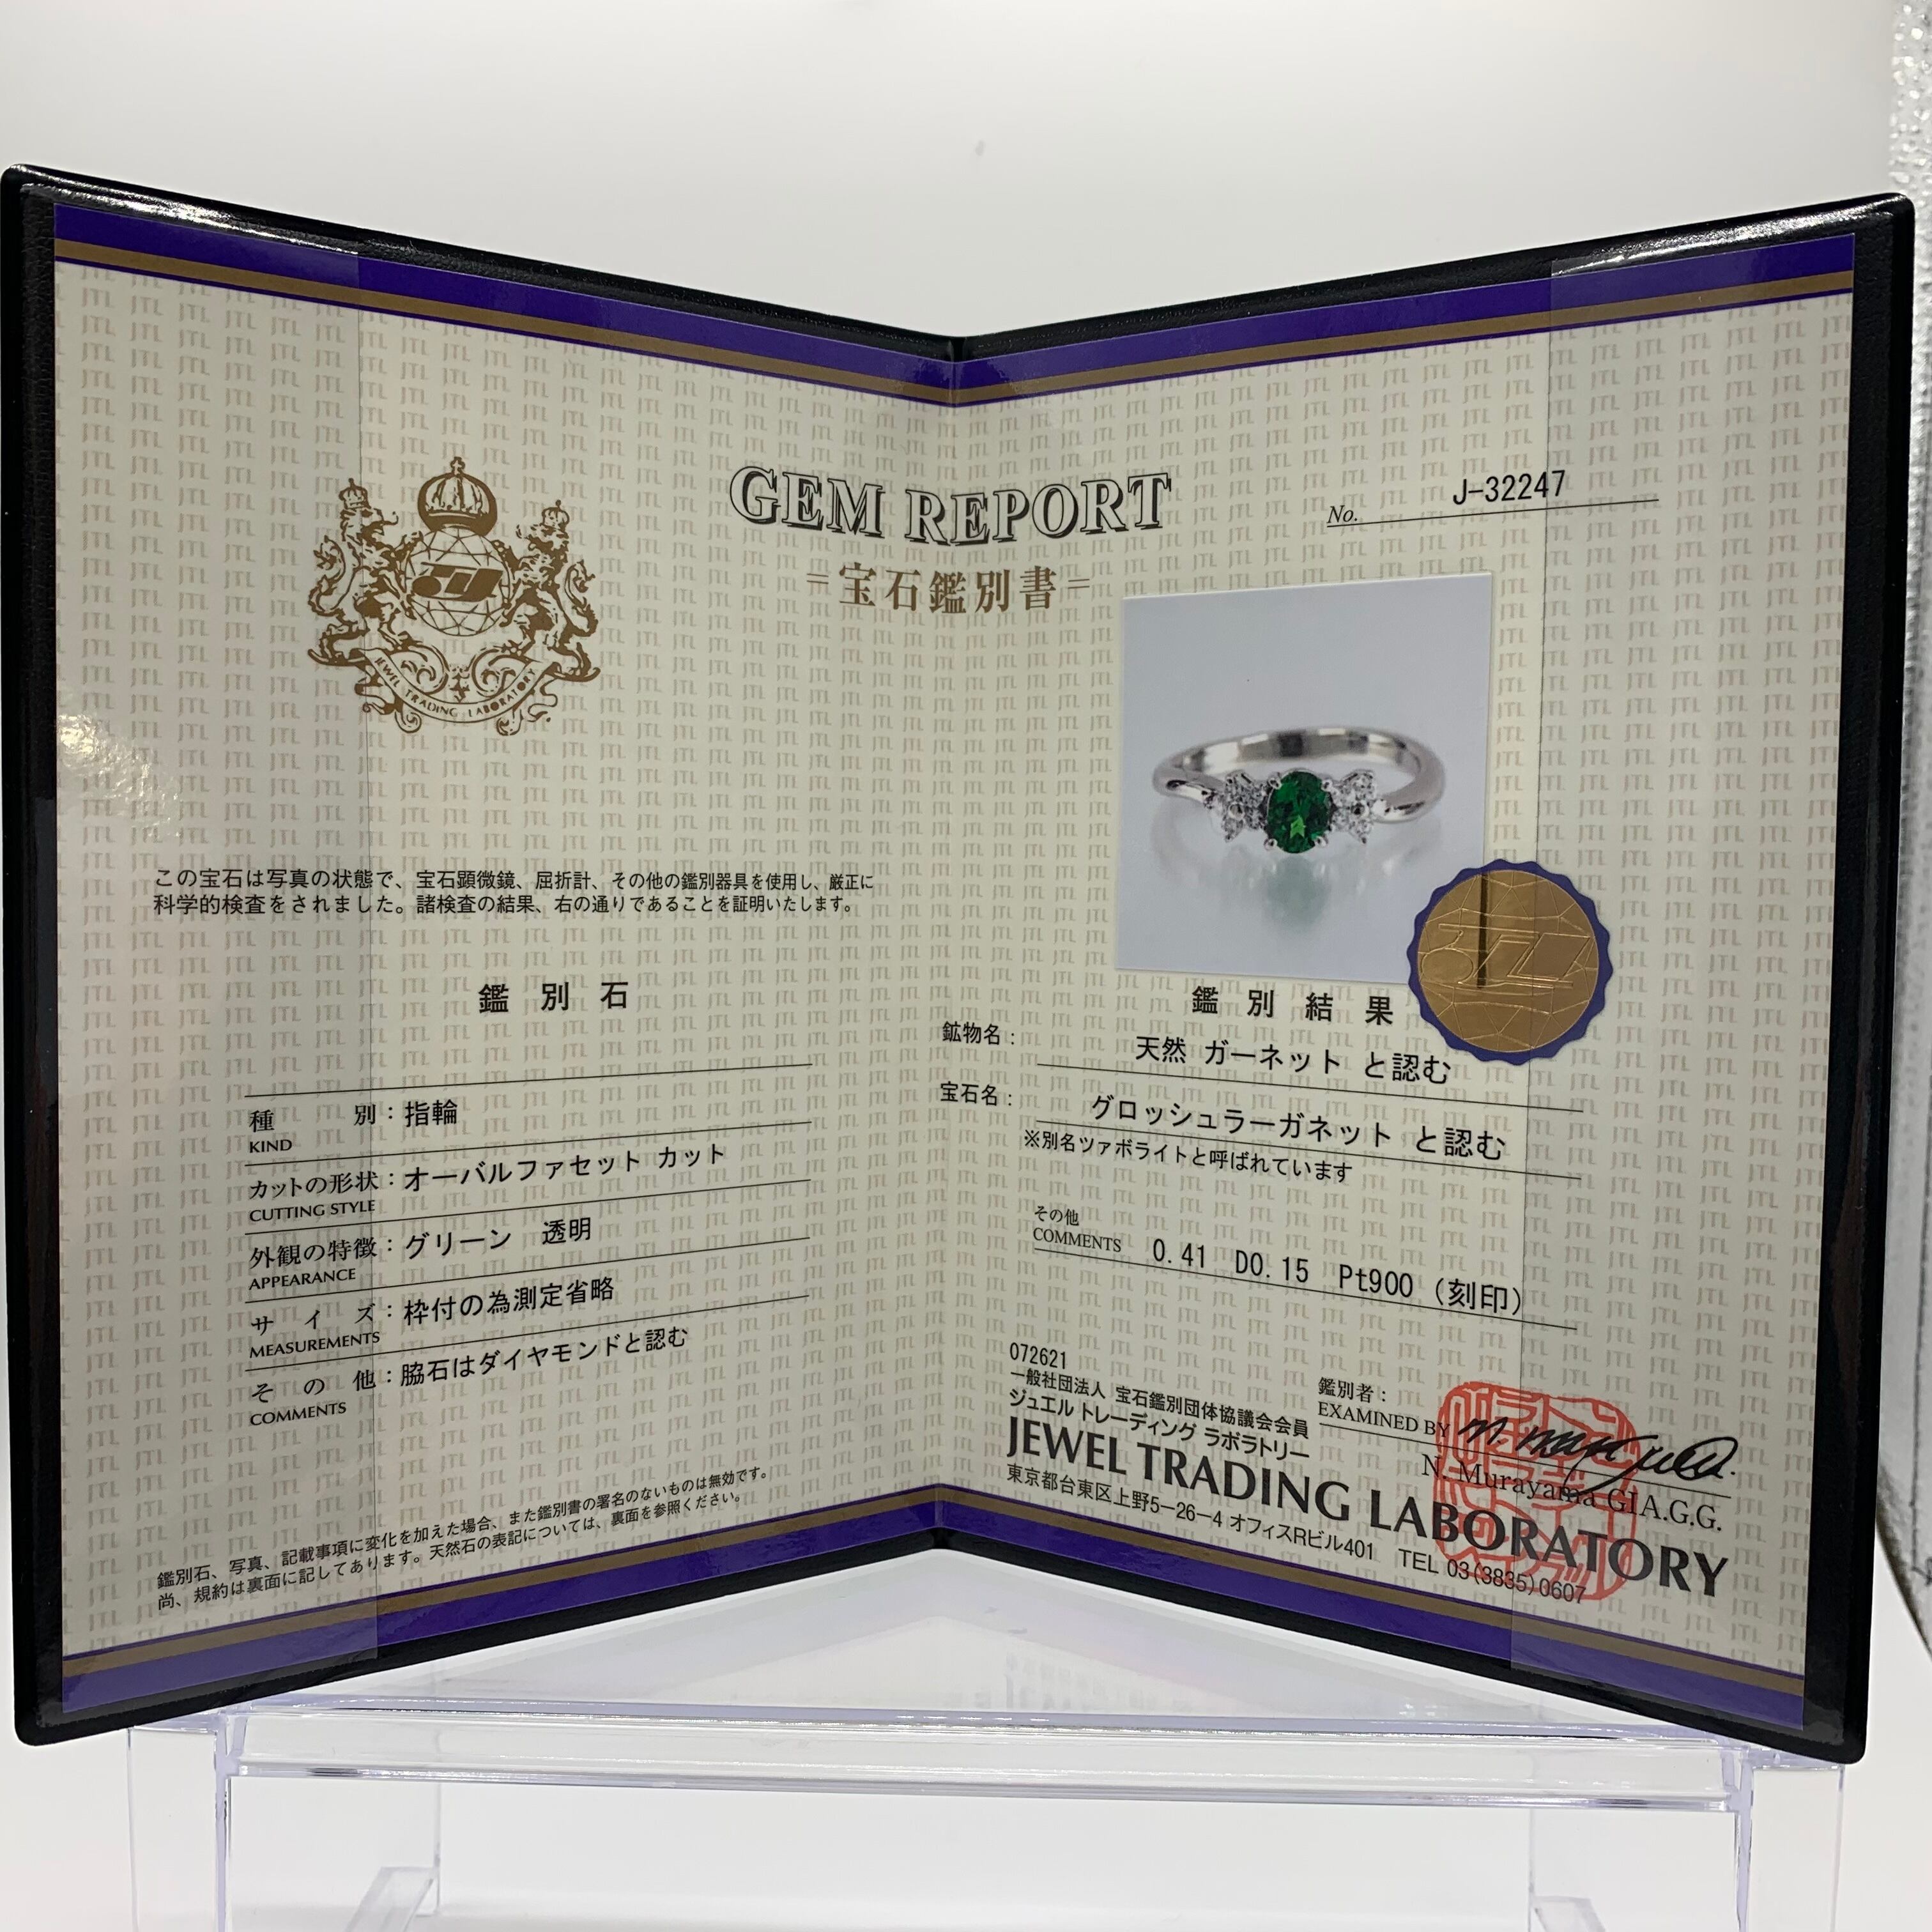 GEM REPORT
=宝石鑑別書=
No. J-32247
JEWEL TRADING LABORATORY
この宝石は写真の状態で、宝石顕微鏡、屈折計、その他の鑑別器具を使用し、厳正に
科学的検査をされました。諸検査の結果、右の通りであることを証明いたします。
鑑別石
種別:指輪
KIND
カットの形状:オーバルファセット カット
CUTTING STYLE
外観の特徴:グリーン 透明
APPEARANCE
サイズ:枠付の為測定省略
MEASUREMENTS
その他:脇石はダイヤモンドと認む
COMMENTS
鑑別石、写真、記載事項に変化を加えた場合、また鑑別書の署名のないものは無効です。
尚、規約は裏面に記してあります。天然石の表記については、裏面を参照ください。
JTL
鑑別結果
鉱物名: 天然 ガーネット と認む
宝石名: グロッシュラーガネット と認む
※別名ツァボライトと呼ばれています
その他
COMMENTS 0.41 D0.15 Pt900 (刻印)
072621
一般社団法人 宝石鑑別団体協議会会員
ジュエル トレーディング ラボラトリー
JEWEL TRADING LABORATORY
東京都台東区上野5-26-4 オフィスRビル401 TEL 03(3835)0607
鑑別者:
EXAMINED BY
N. Murayama GIA.G.G.